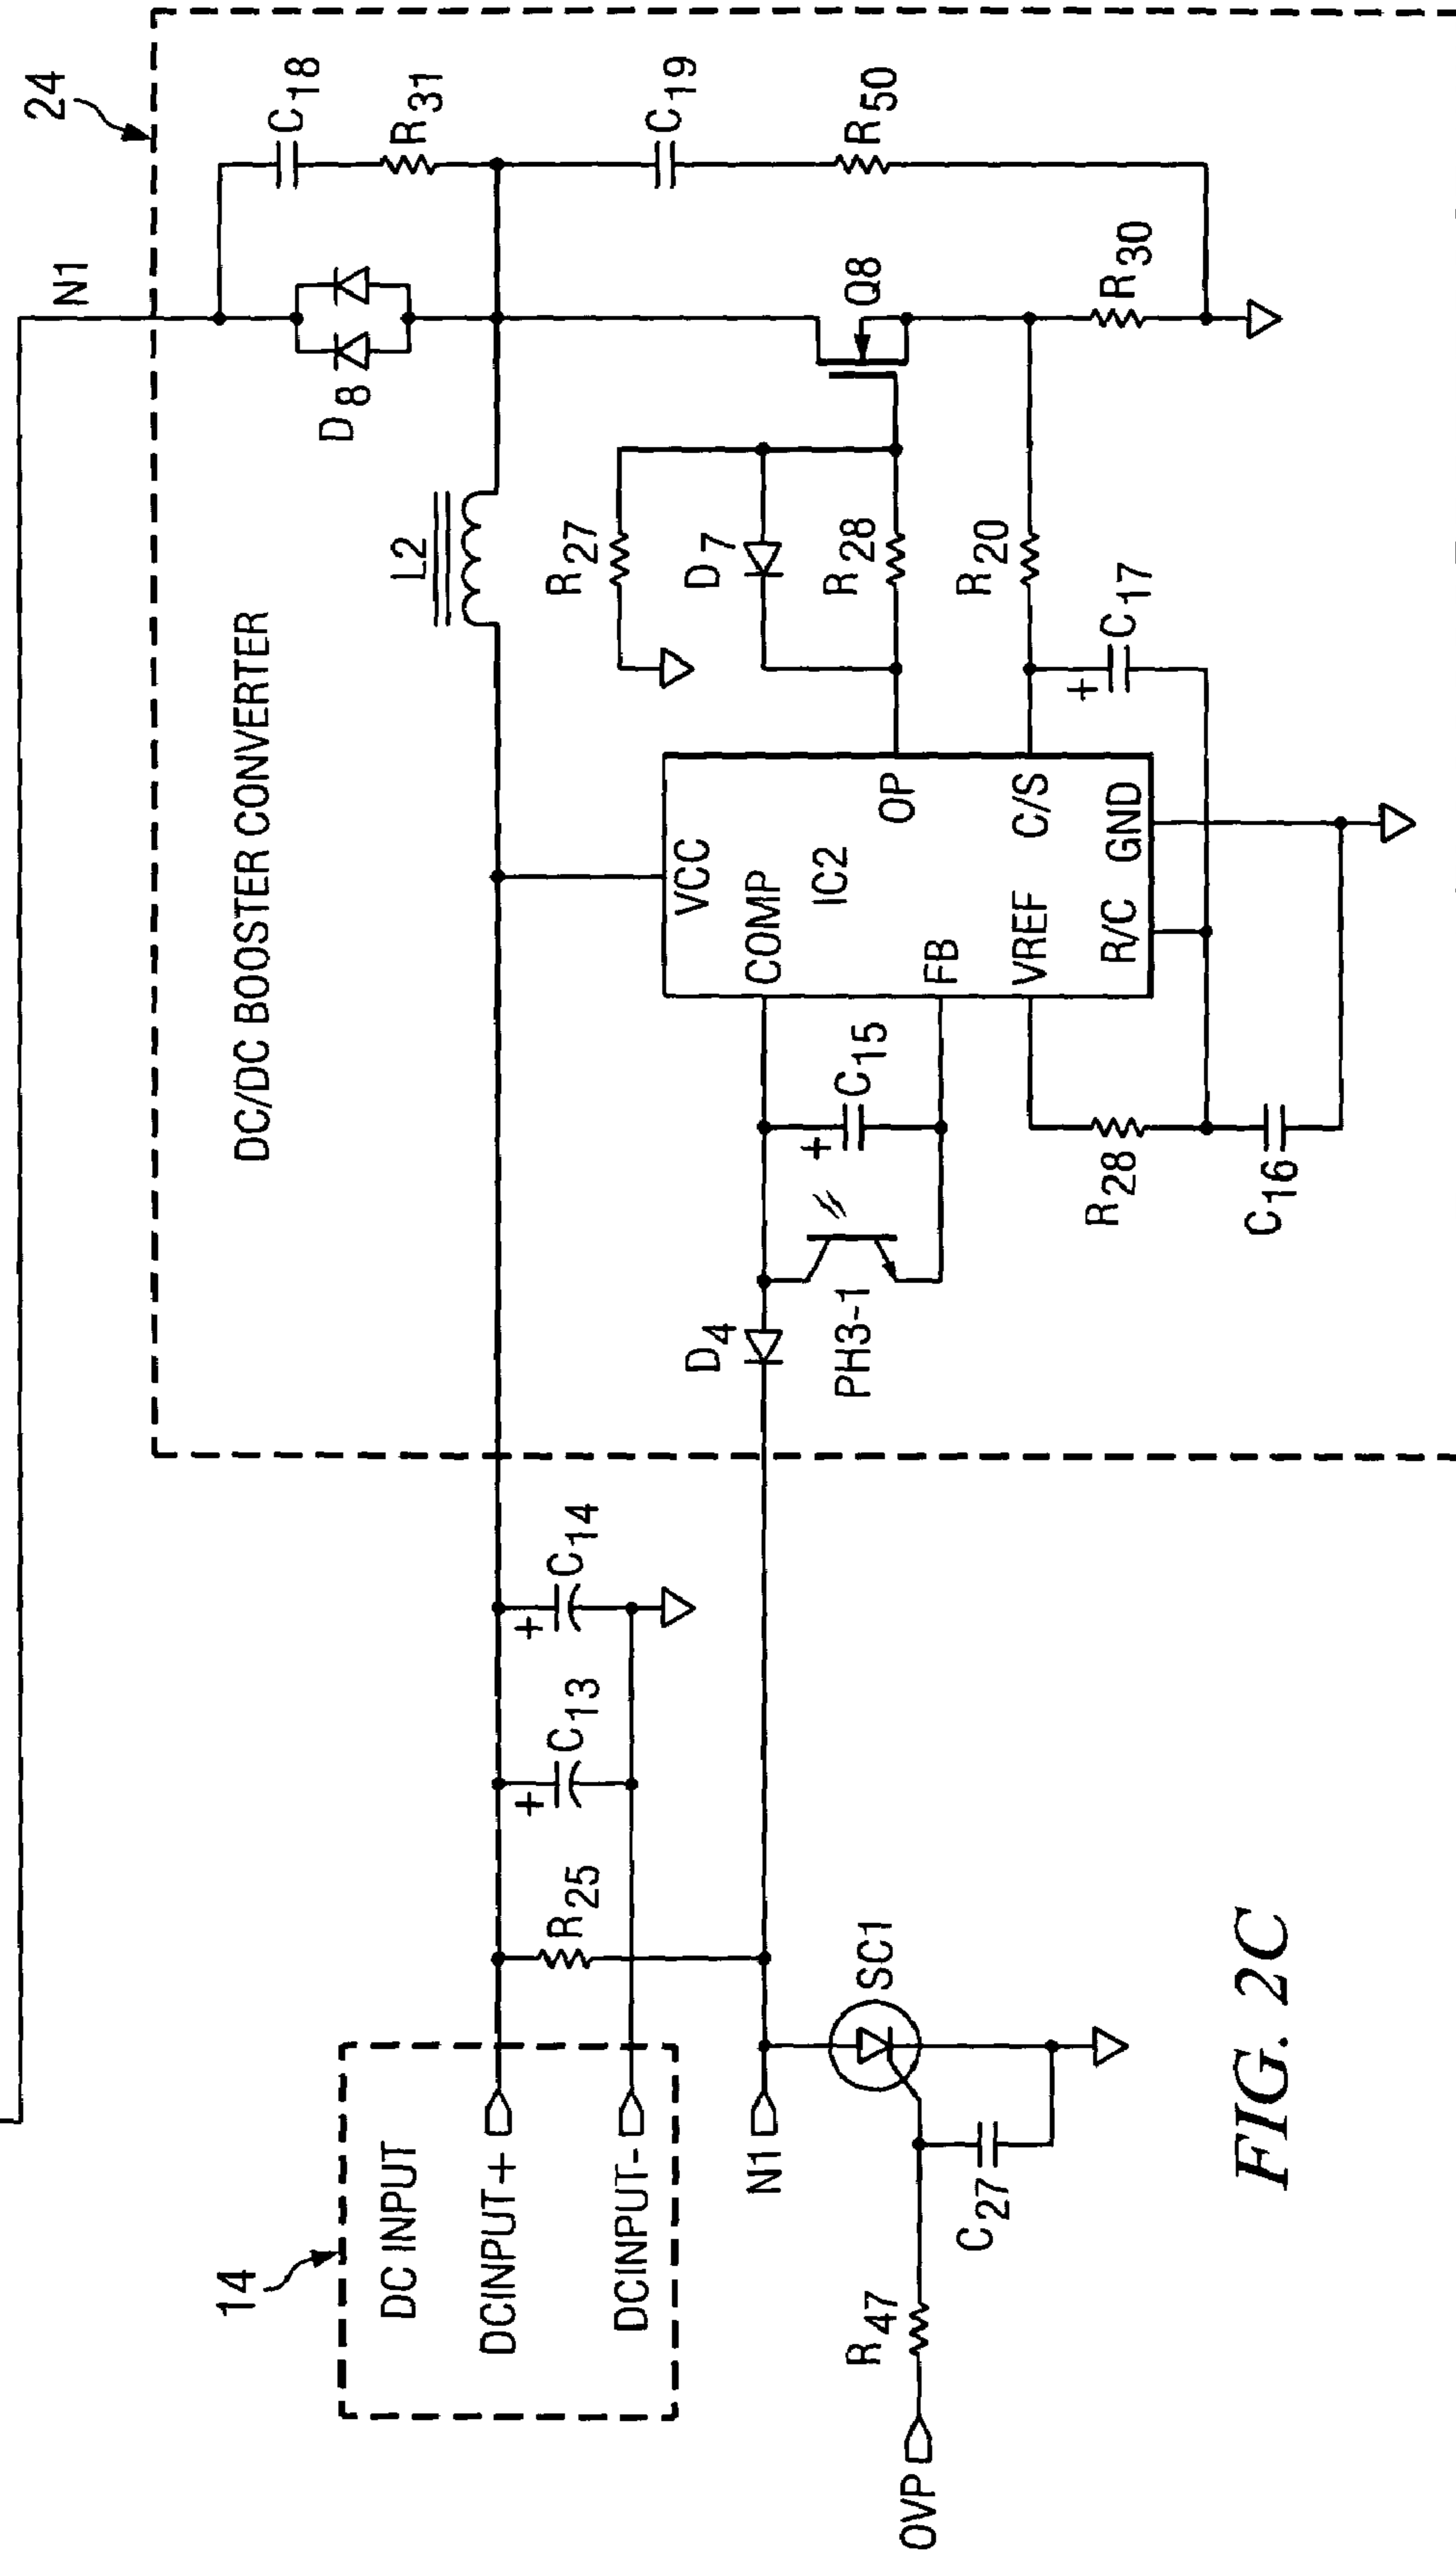 24
N1
C18
R31
C19
R50
D8
Q8
R30
L2
R27
D7
R28
R20
C17
+
DC/DC BOOSTER CONVERTER
VCC
COMP
IC2
OP
FB
C/S
VREF
R/C
GND
C15
+
R28
C16
D4
PH3-1
C14
+
C13
+
R25
14
DC INPUT
DCINPUT+
DCINPUT-
N1
SC1
C27
R47
OVP
FIG. 2C